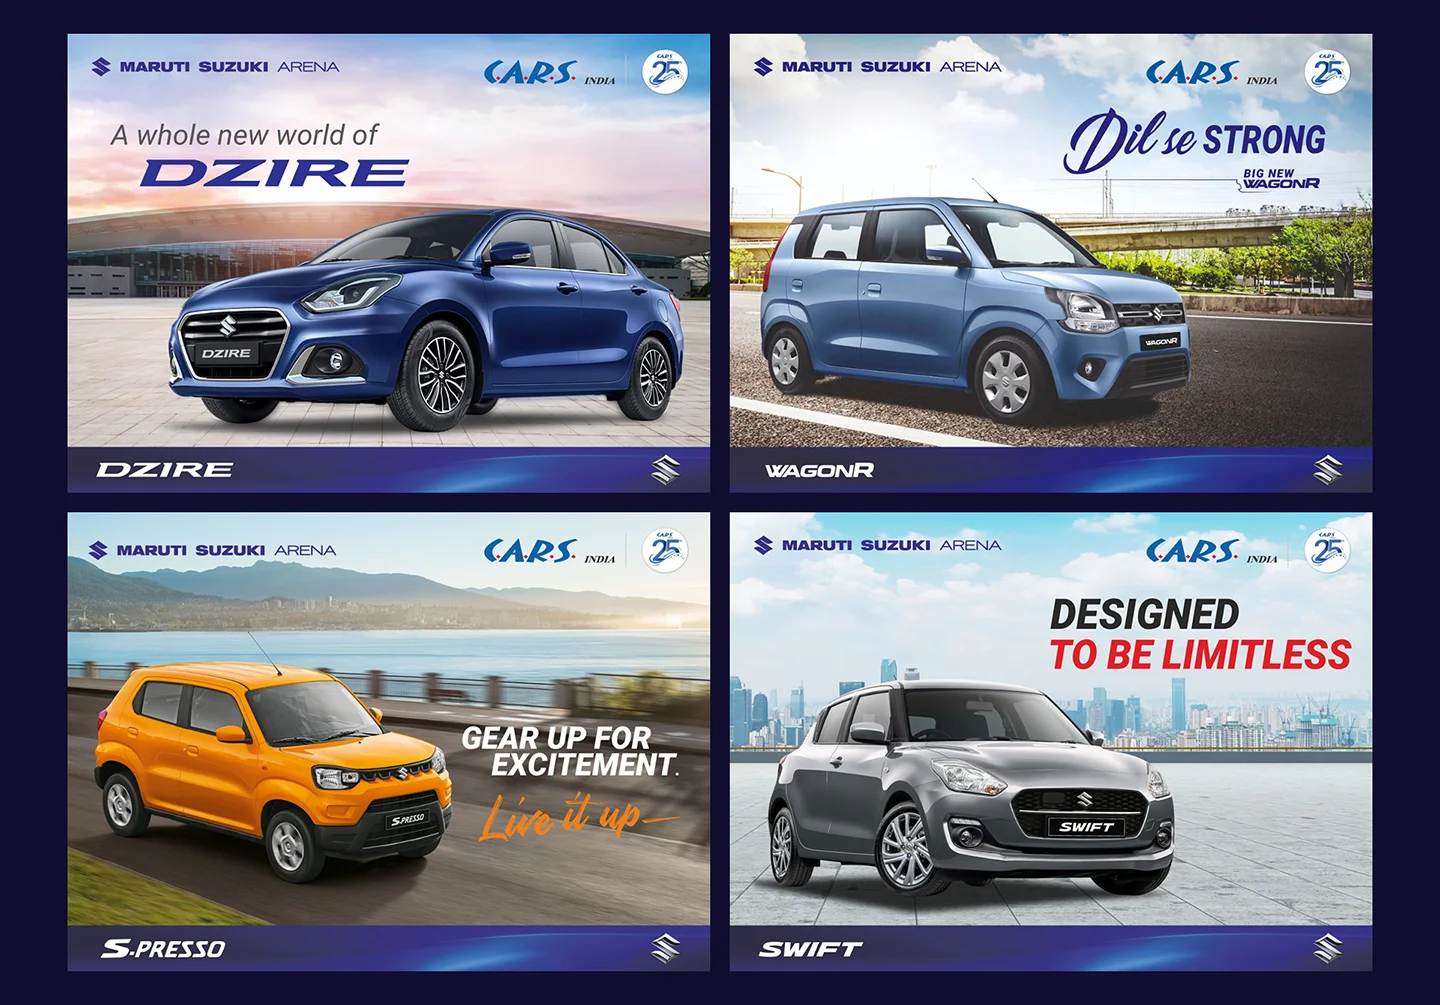 MARUTI SUZUKI ARENA
C.A.R.S. INDIA
CARS
25
A whole new world of
DZIRE
DZIRE
DZIRE
MARUTI SUZUKI ARENA
C.A.R.S. INDIA
CARS
25
Dil se STRONG
BIG NEW
WAGONR
WAGONR
WAGONR
MARUTI SUZUKI ARENA
C.A.R.S. INDIA
CARS
25
GEAR UP FOR
EXCITEMENT.
Live it up
S-PRESSO
S-PRESSO
MARUTI SUZUKI ARENA
C.A.R.S. INDIA
CARS
25
DESIGNED
TO BE LIMITLESS
SWIFT
SWIFT